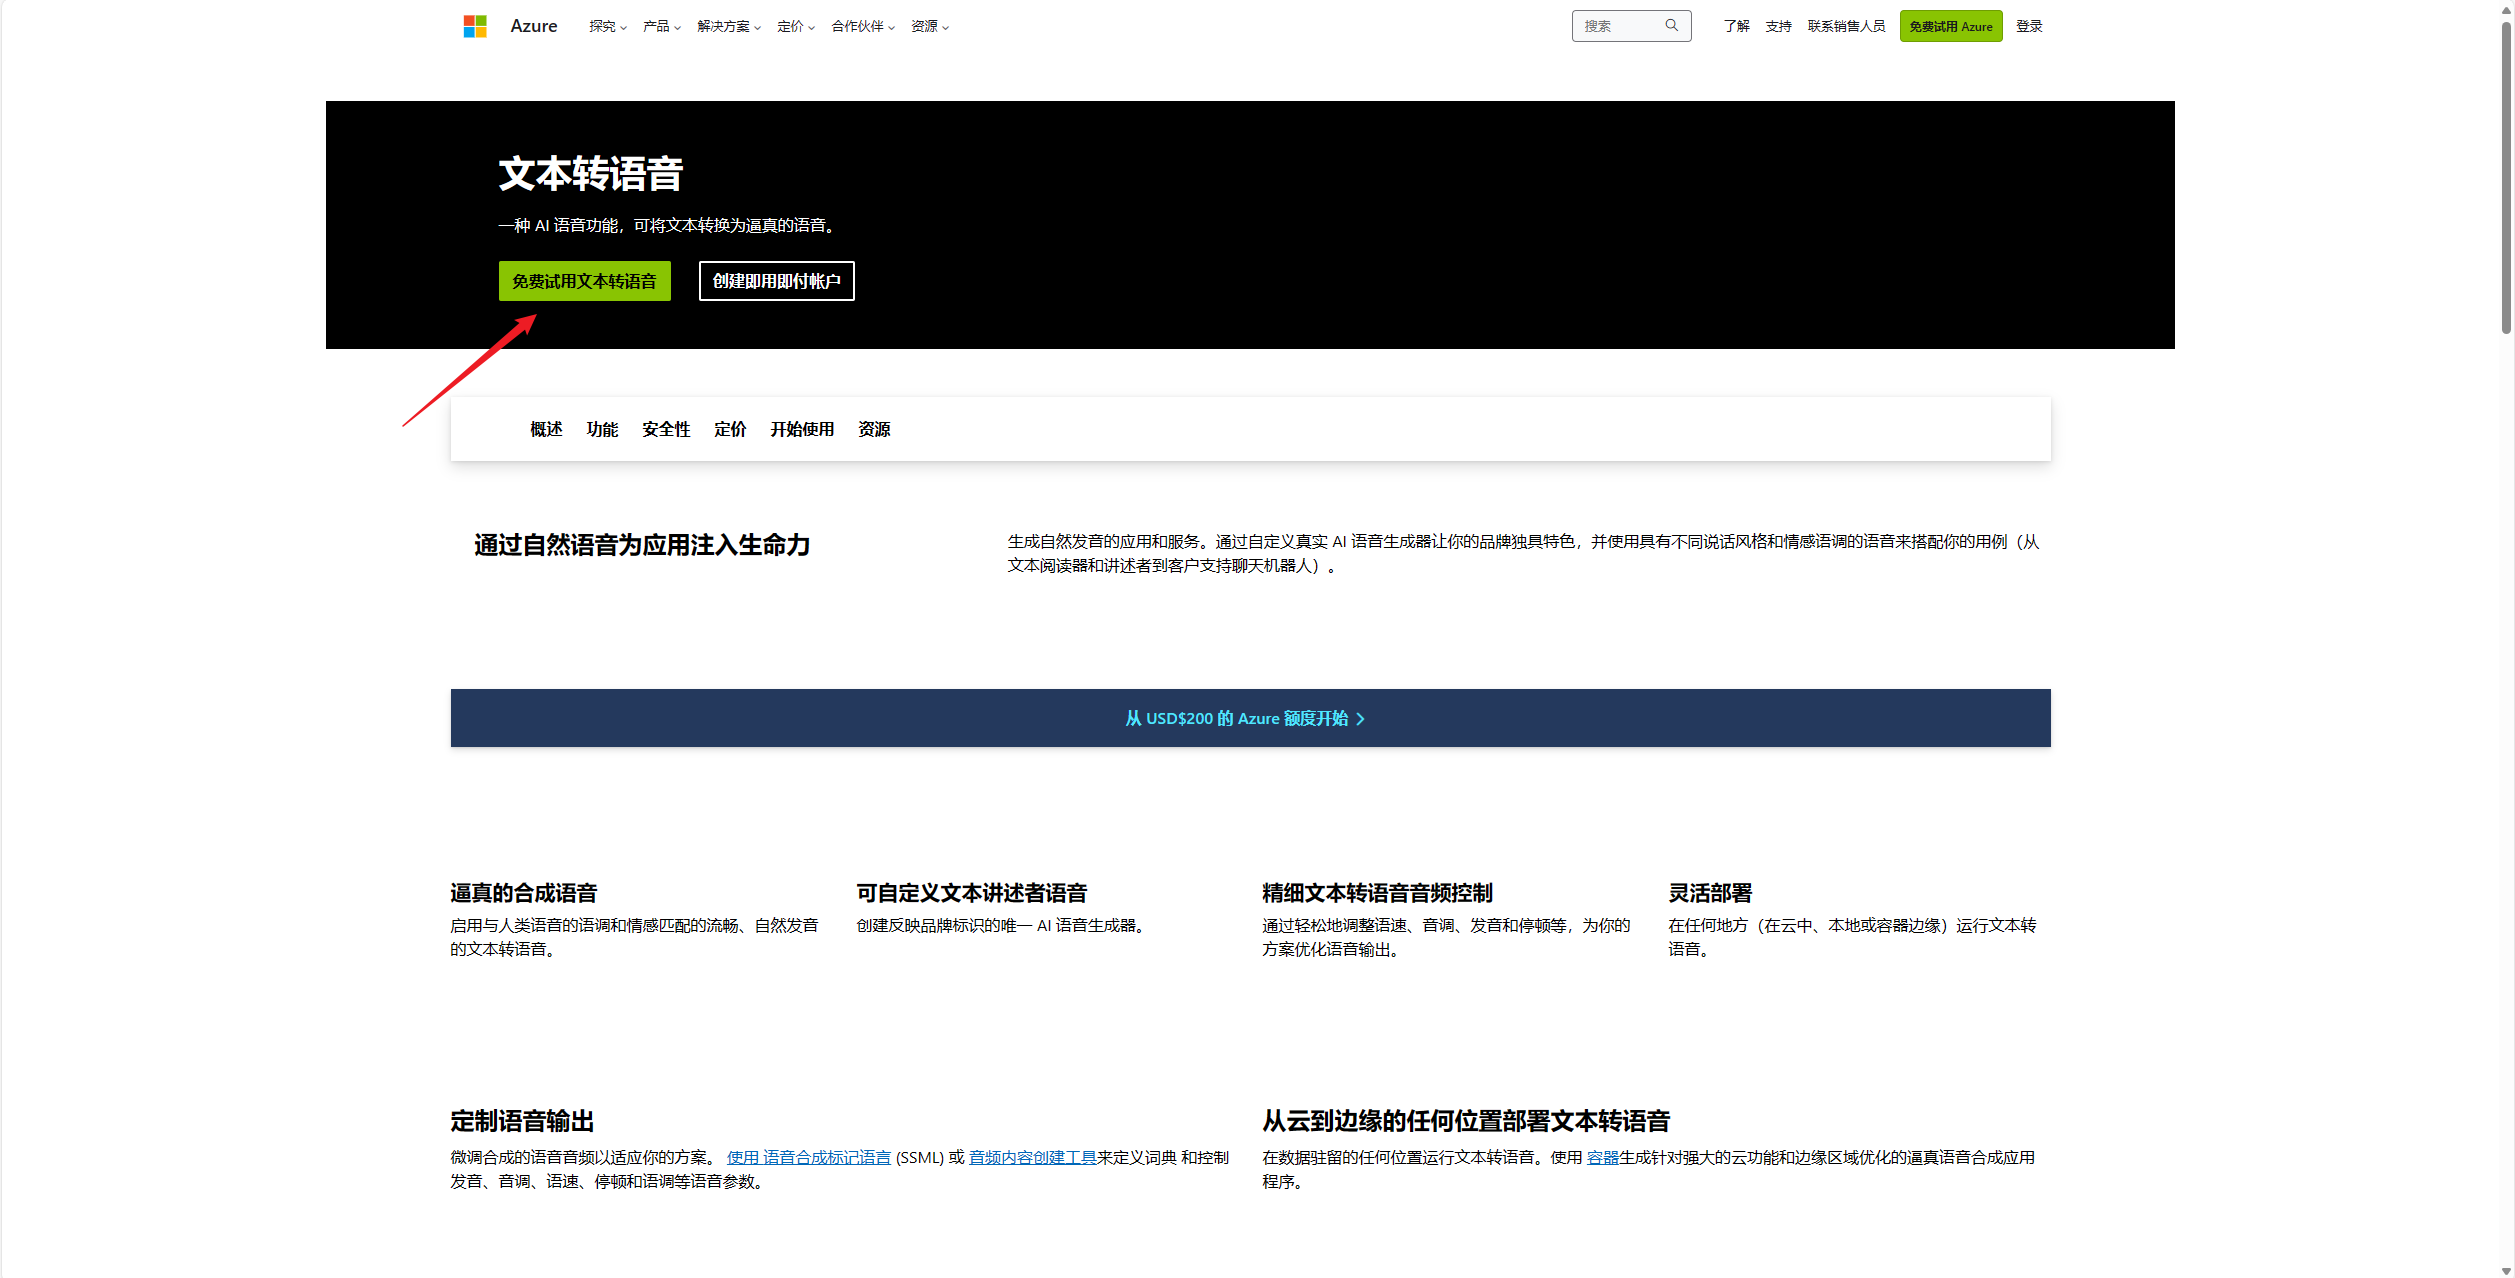 Azure 探究 产品 解决方案 定价 合作伙伴 资源 搜索 了解 支持 联系销售人员 免费试用 Azure 登录
文本转语音
一种 AI 语音功能，可将文本转换为逼真的语音。
免费试用文本转语音 创建即用即付帐户
概述 功能 安全性 定价 开始使用 资源
通过自然语音为应用注入生命力
生成自然发音的应用和服务。通过自定义真实 AI 语音生成器让你的品牌独具特色，并使用具有不同说话风格和情感语调的语音来搭配你的用例（从
文本阅读器和讲述者到客户支持聊天机器人）。
从 USD$200 的 Azure 额度开始
逼真的合成语音
启用与人类语音的语调和情感匹配的流畅、自然发音
的文本转语音。
可自定义文本讲述者语音
创建反映品牌标识的唯一 AI 语音生成器。
精细文本转语音音频控制
通过轻松地调整语速、音调、发音和停顿等，为你的
方案优化语音输出。
灵活部署
在任何地方（在云中、本地或容器边缘）运行文本转
语音。
定制语音输出
微调合成的语音音频以适应你的方案。 使用 语音合成标记语言 (SSML) 或 音频内容创建工具来定义词典 和控制
发音、音调、语速、停顿和语调等语音参数。
从云到边缘的任何位置部署文本转语音
在数据驻留的任何位置运行文本转语音。使用 容器生成针对强大的云功能和边缘区域优化的逼真语音合成应用
程序。